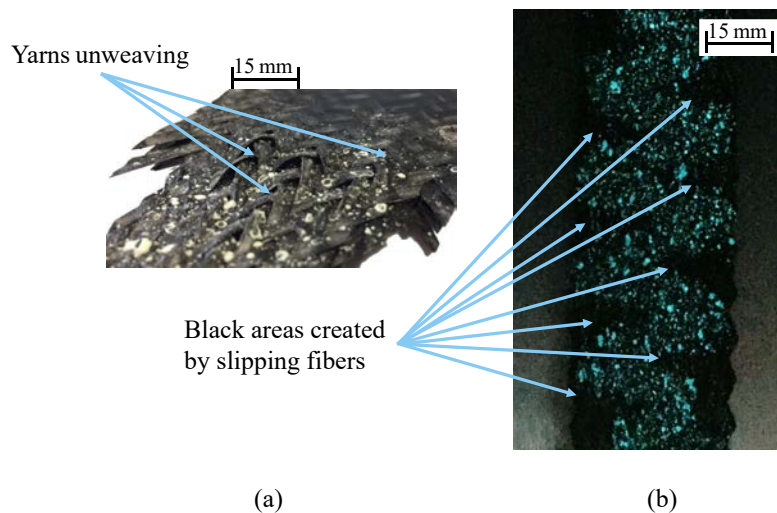 Yarns unweaving
15 mm
15 mm
Black areas created
by slipping fibers
(a)
(b)